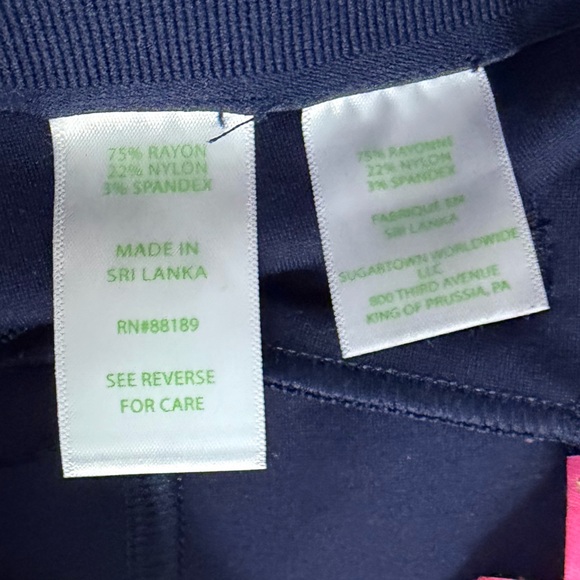 75% RAYON
22% NYLON
3% SPANDEX
MADE IN
SRI LANKA
RN#88189
SEE REVERSE
FOR CARE
75% RAYONNE
22% NYLON
3% SPANDEX
FABRIQUÉ EN
SRI LANKA
SUGARTOWN WORLDWIDE
LLC
800 THIRD AVENUE
KING OF PRUSSIA, PA